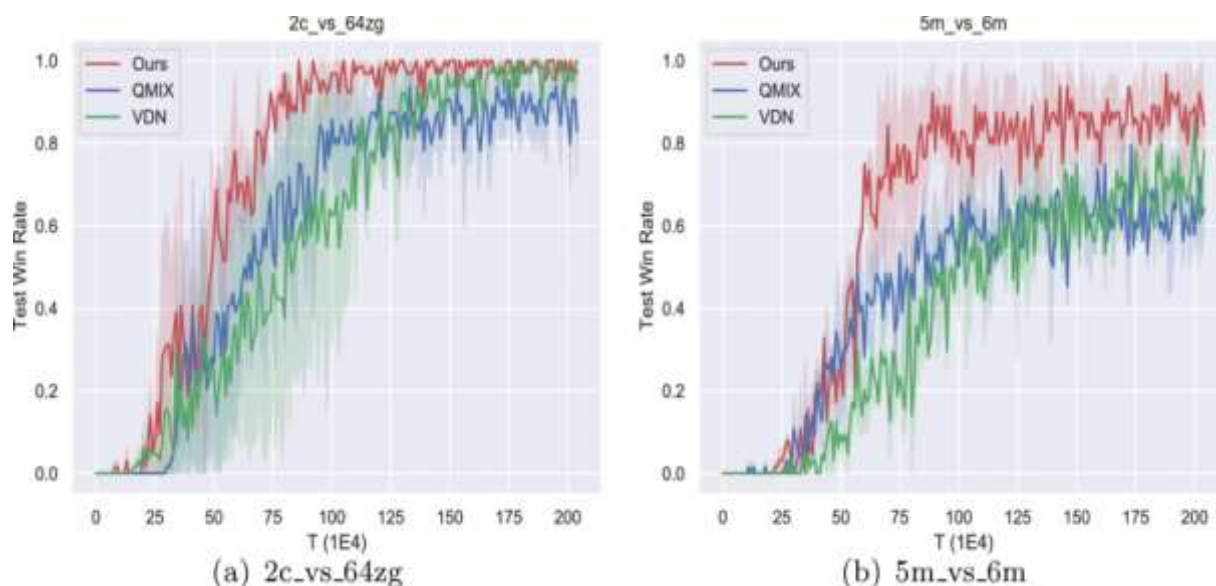 2c_vs_64zg
1.0
0.8
0.6
0.4
0.2
0.0
Test Win Rate
Ours
QMIX
VDN
0 25 50 75 100 125 150 175 200
T (1E4)
(a) 2c_vs_64zg
5m_vs_6m
1.0
0.8
0.6
0.4
0.2
0.0
Test Win Rate
Ours
QMIX
VDN
0 25 50 75 100 125 150 175 200
T (1E4)
(b) 5m_vs_6m